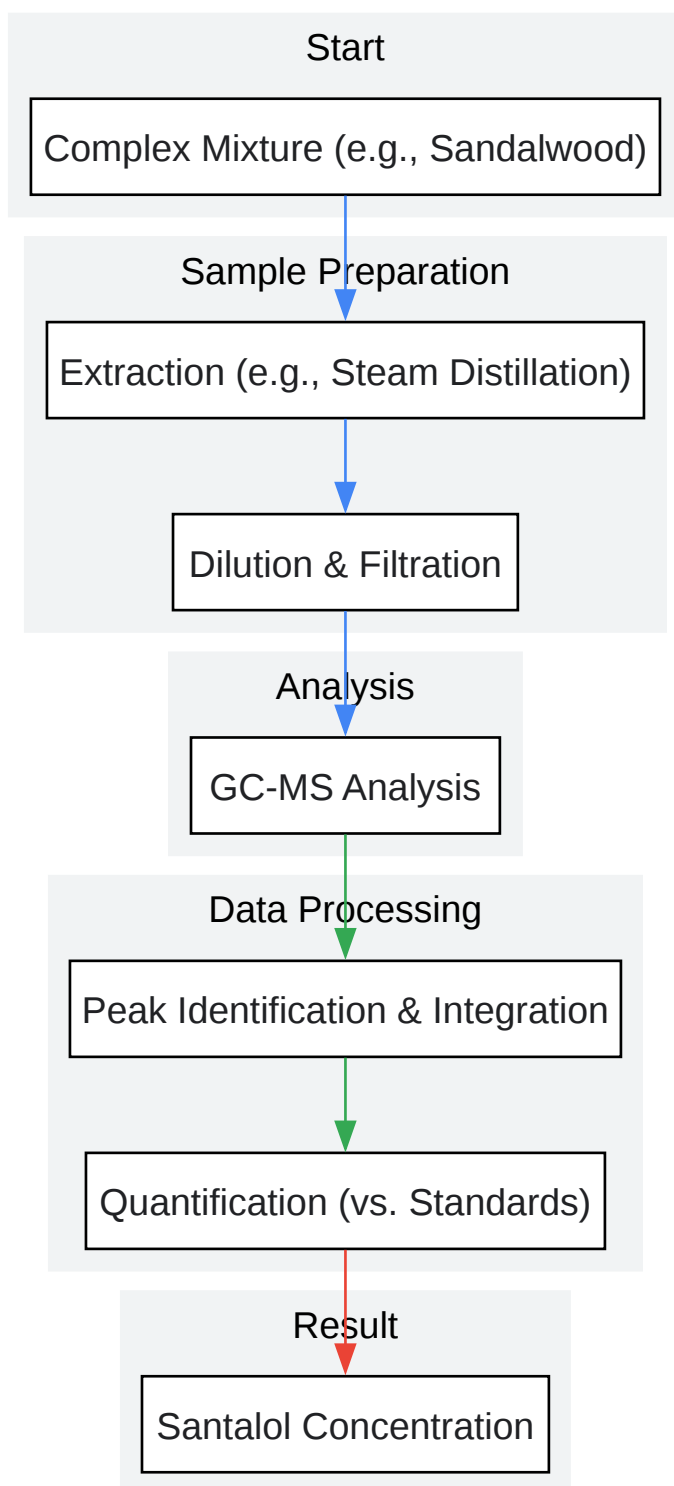 Start
Complex Mixture (e.g., Sandalwood)
Sample Preparation
Extraction (e.g., Steam Distillation)
Dilution & Filtration
Analysis
GC-MS Analysis
Data Processing
Peak Identification & Integration
Quantification (vs. Standards)
Result
Santalol Concentration